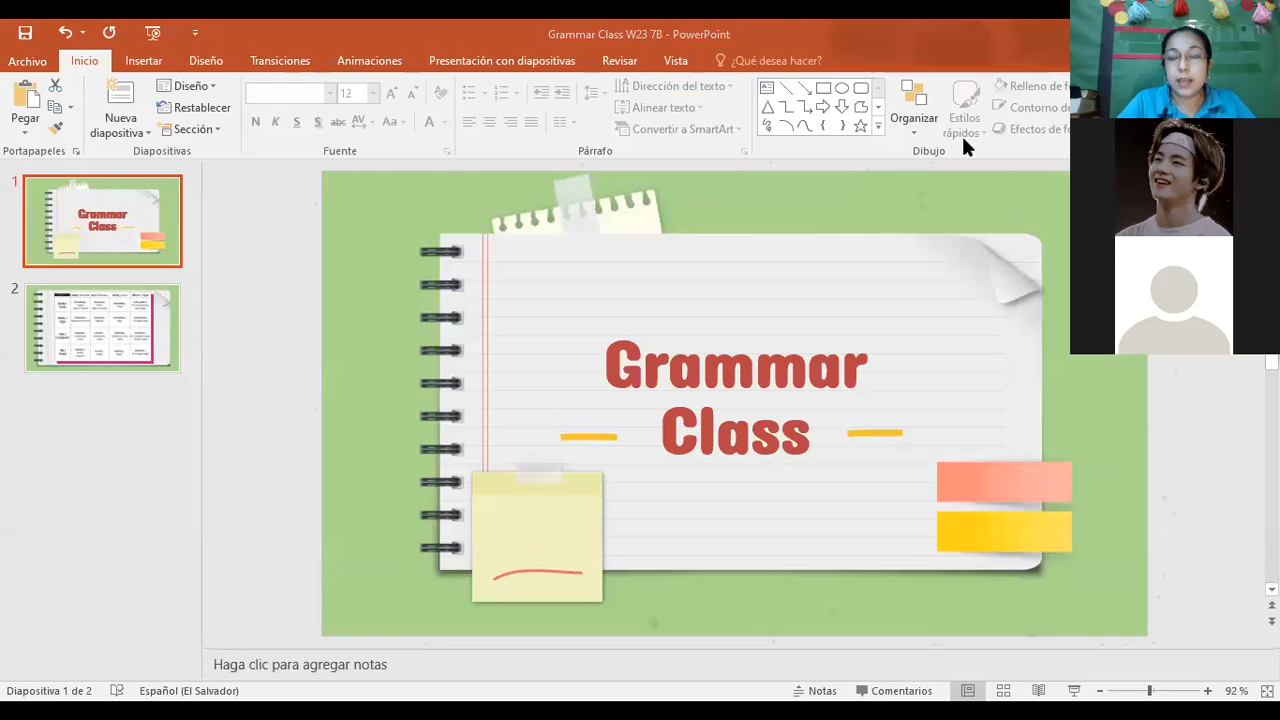 Grammar Class W23 7B - PowerPoint
Archivo Inicio Insertar Diseño Transiciones Animaciones Presentación con diapositivas Revisar Vista ¿Qué desea hacer?
Pegar
Portapapeles
Nueva diapositiva
Diseño
Restablecer
Sección
Diapositivas
12
N K S S abc AV Aa A
Fuente
Dirección del texto
Alinear texto
Convertir a SmartArt
Párrafo
Organizar
Estilos rápidos
Relleno de
Contorno de
Efectos de
Dibujo
1
Grammar
Class
2
Grammar
Class
Haga clic para agregar notas
Diapositiva 1 de 2 Español (El Salvador) Notas Comentarios 92 %